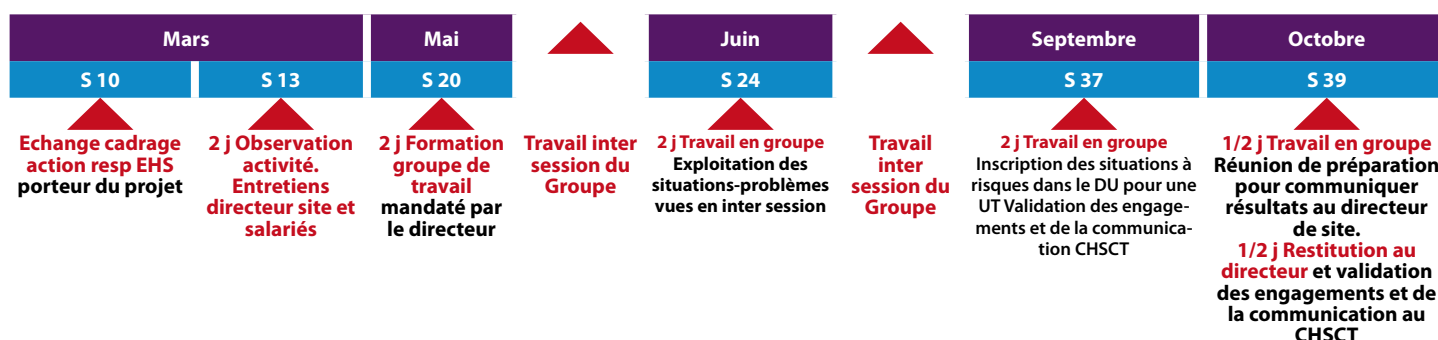 Mars
Mai
Juin
Septembre
Octobre
S 10
S 13
S 20
S 24
S 37
S 39
Echange cadrage
action resp EHS
porteur du projet
2 j Observation
activité.
Entretiens
directeur site et
salariés
2 j Formation
groupe de
travail
mandaté par
le directeur
Travail inter
session du
Groupe
2 j Travail en groupe
Exploitation des
situations-problèmes
vues en inter session
Travail
inter
session du
Groupe
2 j Travail en groupe
Inscription des situations à
risques dans le DU pour une
UT Validation des engage-
ments et de la communica-
tion CHSCT
1/2 j Travail en groupe
Réunion de préparation
pour communiquer
résultats au directeur
de site.
1/2 j Restitution au
directeur et validation
des engagements et de
la communication au
CHSCT